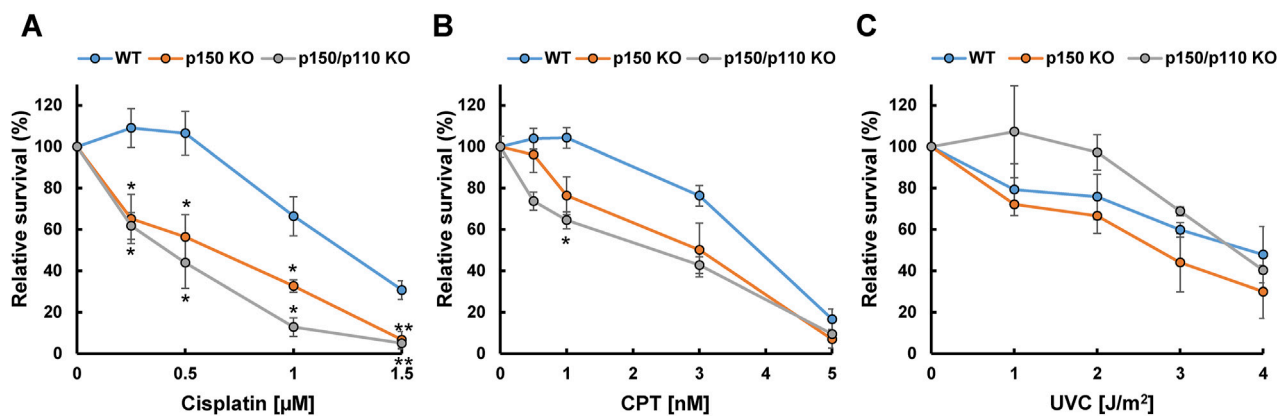 A
WT p150 KO p150/p110 KO
Relative survival (%)
120
100
80
60
40
20
0
* * * **
* * * **
0 0.5 1 1.5
Cisplatin [µM]
B
WT p150 KO p150/p110 KO
Relative survival (%)
120
100
80
60
40
20
0
*
0 1 2 3 4 5
CPT [nM]
C
WT p150 KO p150/p110 KO
Relative survival (%)
120
100
80
60
40
20
0
0 1 2 3 4
UVC [J/m²]